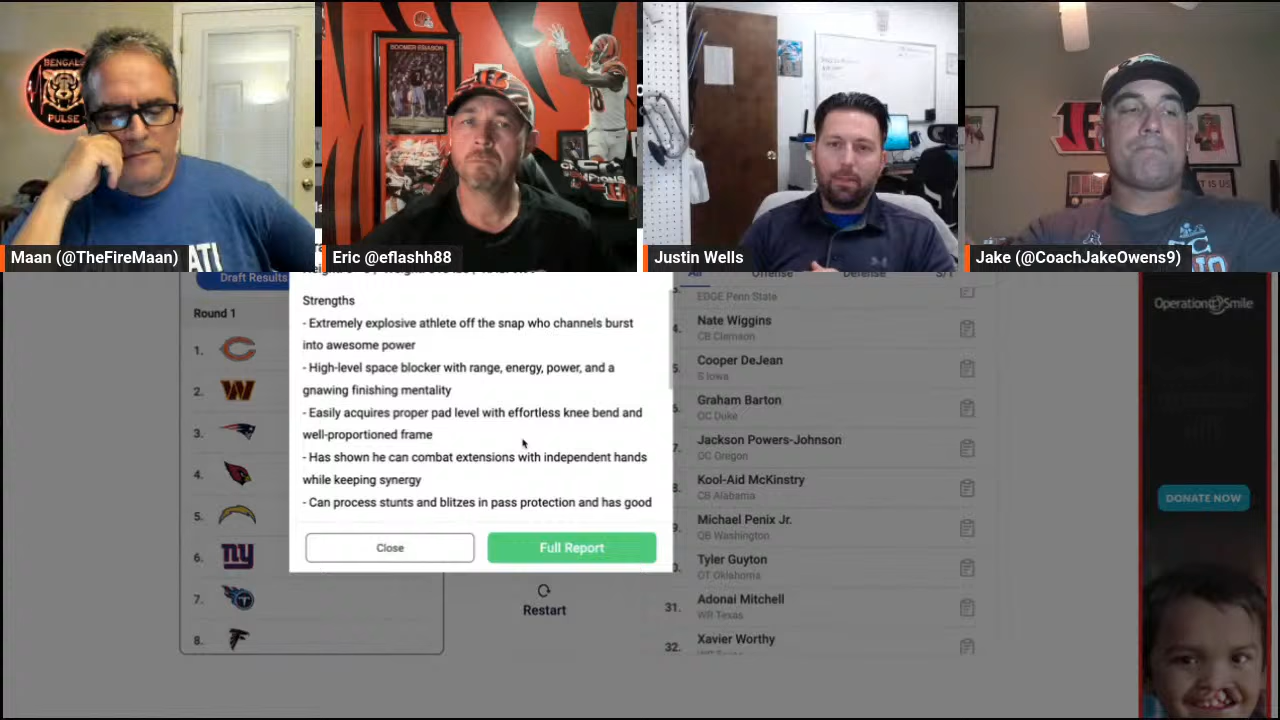 BENGALS
PULSE
BOOMER ESIASON
Maan (@TheFireMaan)
Eric @eflashh88
Justin Wells
Jake (@CoachJakeOwens9)
Draft Results
Round 1
1.
2.
3.
4.
5.
6.
7.
8.
Strengths
- Extremely explosive athlete off the snap who channels burst
into awesome power
- High-level space blocker with range, energy, power, and a
gnawing finishing mentality
- Easily acquires proper pad level with effortless knee bend and
well-proportioned frame
- Has shown he can combat extensions with independent hands
while keeping synergy
- Can process stunts and blitzes in pass protection and has good
Close
Full Report
Restart
All
Offense
Defense
S/T
EDGE Penn State
Nate Wiggins
CB Clemson
Cooper DeJean
S Iowa
Graham Barton
OC Duke
Jackson Powers-Johnson
OC Oregon
Kool-Aid McKinstry
CB Alabama
Michael Penix Jr.
QB Washington
Tyler Guyton
OT Oklahoma
31.
Adonai Mitchell
WR Texas
32.
Xavier Worthy
Operation Smile
DONATE NOW